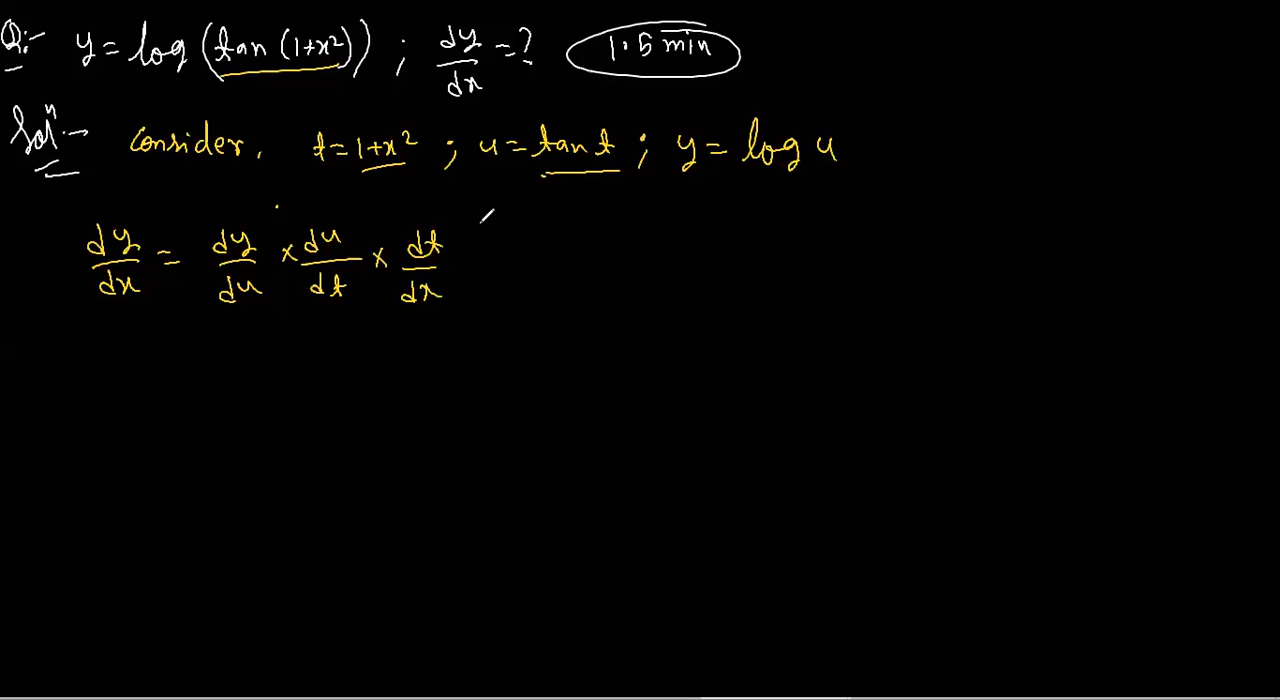 Q:- y = log (tan (1+x²)) ; dy/dx = ? 1.5 min
Solⁿ :- Consider, t = 1+x² ; u = tan t ; y = log u
dy/dx = dy/du × du/dt × dt/dx